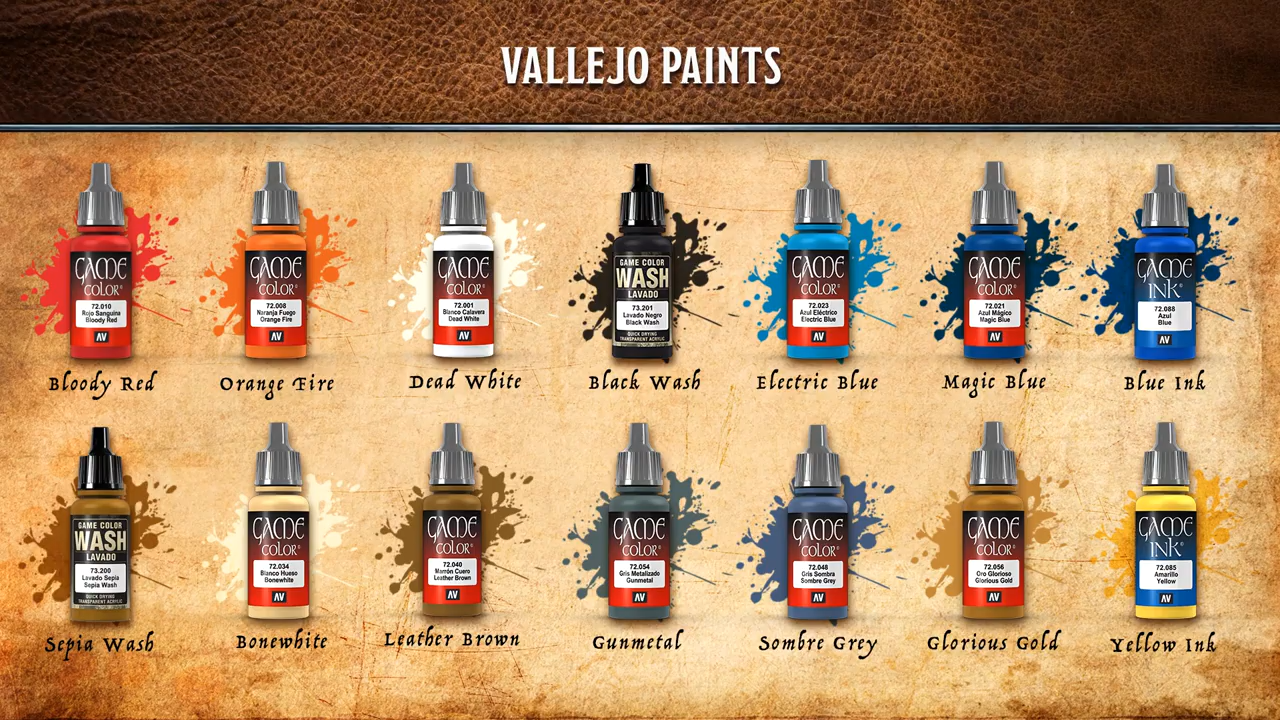 VALLEJO PAINTS
GAME
COLOR®
72.010
Rojo Sanguina
Bloody Red
AV
Bloody Red
GAME
COLOR®
72.008
Naranja Fuego
Orange Fire
AV
Orange Fire
GAME
COLOR®
72.001
Blanco Calavera
Dead White
AV
Dead White
GAME COLOR
WASH
LAVADO
73.201
Lavado Negro
Black Wash
QUICK DRYING
TRANSPARENT ACRYLIC
Black Wash
GAME
COLOR®
72.023
Azul Eléctrico
Electric Blue
AV
Electric Blue
GAME
COLOR®
72.021
Azul Mágico
Magic Blue
AV
Magic Blue
GAME
INK®
72.088
Azul
Blue
AV
Blue Ink
GAME COLOR
WASH
LAVADO
73.200
Lavado Sepia
Sepia Wash
QUICK DRYING
TRANSPARENT ACRYLIC
Sepia Wash
GAME
COLOR®
72.034
Blanco Hueso
Bonewhite
AV
Bonewhite
GAME
COLOR®
72.040
Marrón Cuero
Leather Brown
AV
Leather Brown
GAME
COLOR®
72.054
Gris Metalizado
Gunmetal
AV
Gunmetal
GAME
COLOR®
72.048
Gris Sombra
Sombre Grey
AV
Sombre Grey
GAME
COLOR®
72.056
Oro Glorioso
Glorious Gold
AV
Glorious Gold
GAME
INK®
72.085
Amarillo
Yellow
AV
Yellow Ink